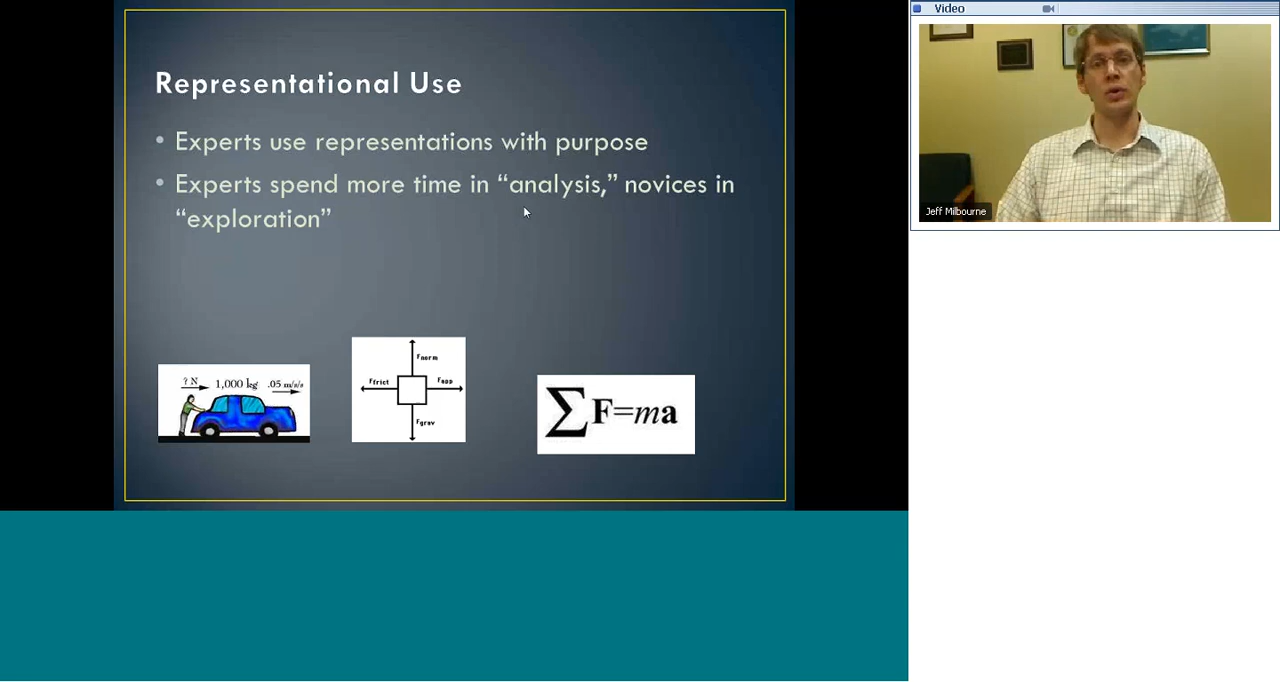 Representational Use
• Experts use representations with purpose
• Experts spend more time in “analysis,” novices in
“exploration”
? N 1,000 kg .05 m/s/s
Fnorm
Ffrict Fapp
Fgrav
∑F=ma
Video
Jeff Milbourne